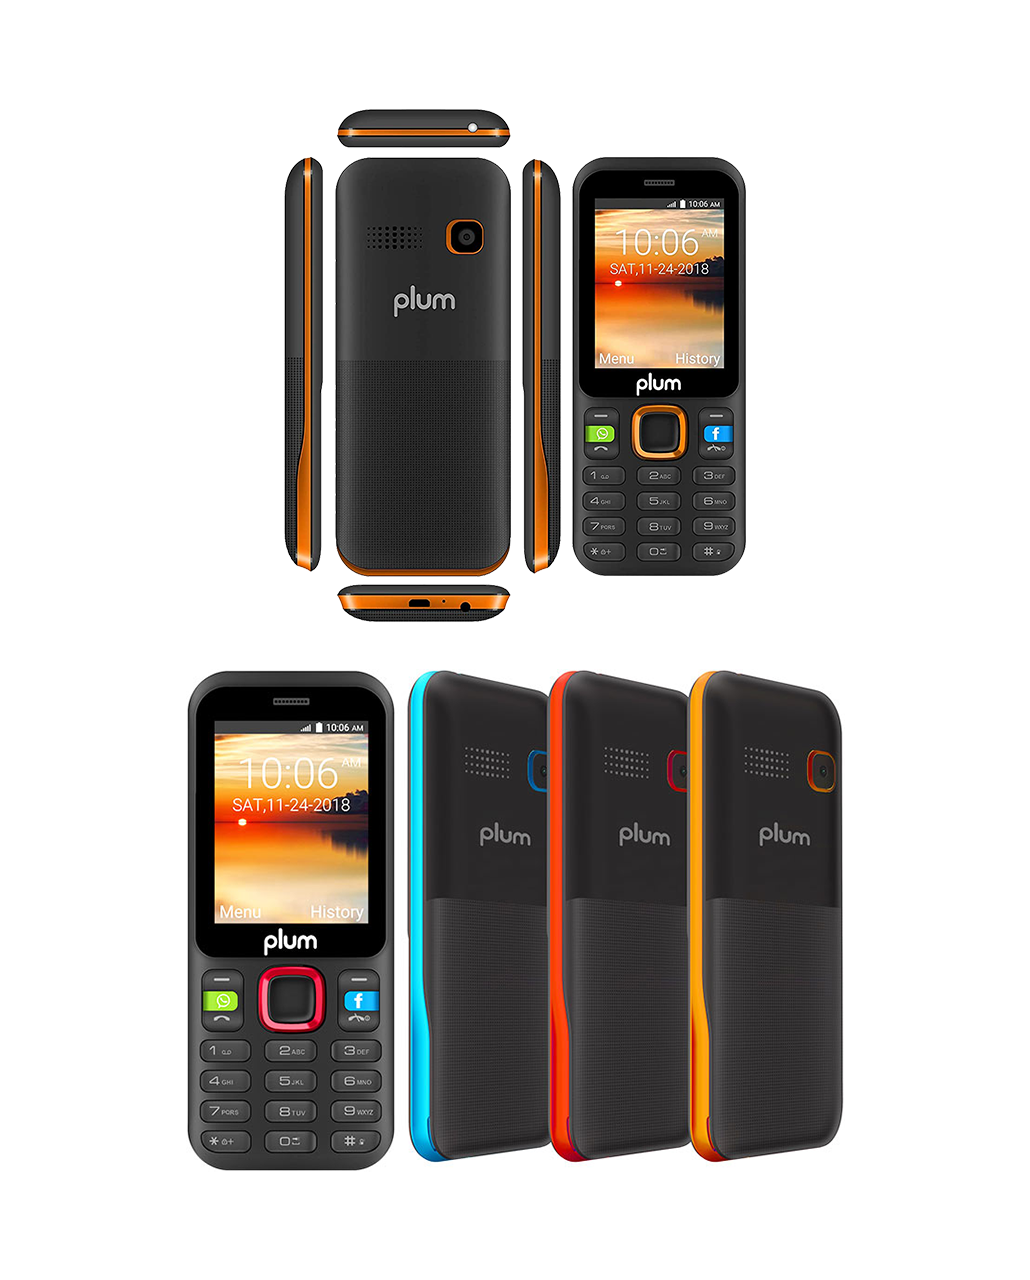 plum
10:06 AM
10:06 AM
SAT,11-24-2018
Menu History
plum
f
1
2 ABC 3 DEF
4 GHI 5 JKL 6 MNO
7 PQRS 8 TUV 9 WXYZ
* + 0 #
10:06 AM
10:06 AM
SAT,11-24-2018
Menu History
plum
f
1
2 ABC 3 DEF
4 GHI 5 JKL 6 MNO
7 PQRS 8 TUV 9 WXYZ
* + 0 #
plum
plum
plum